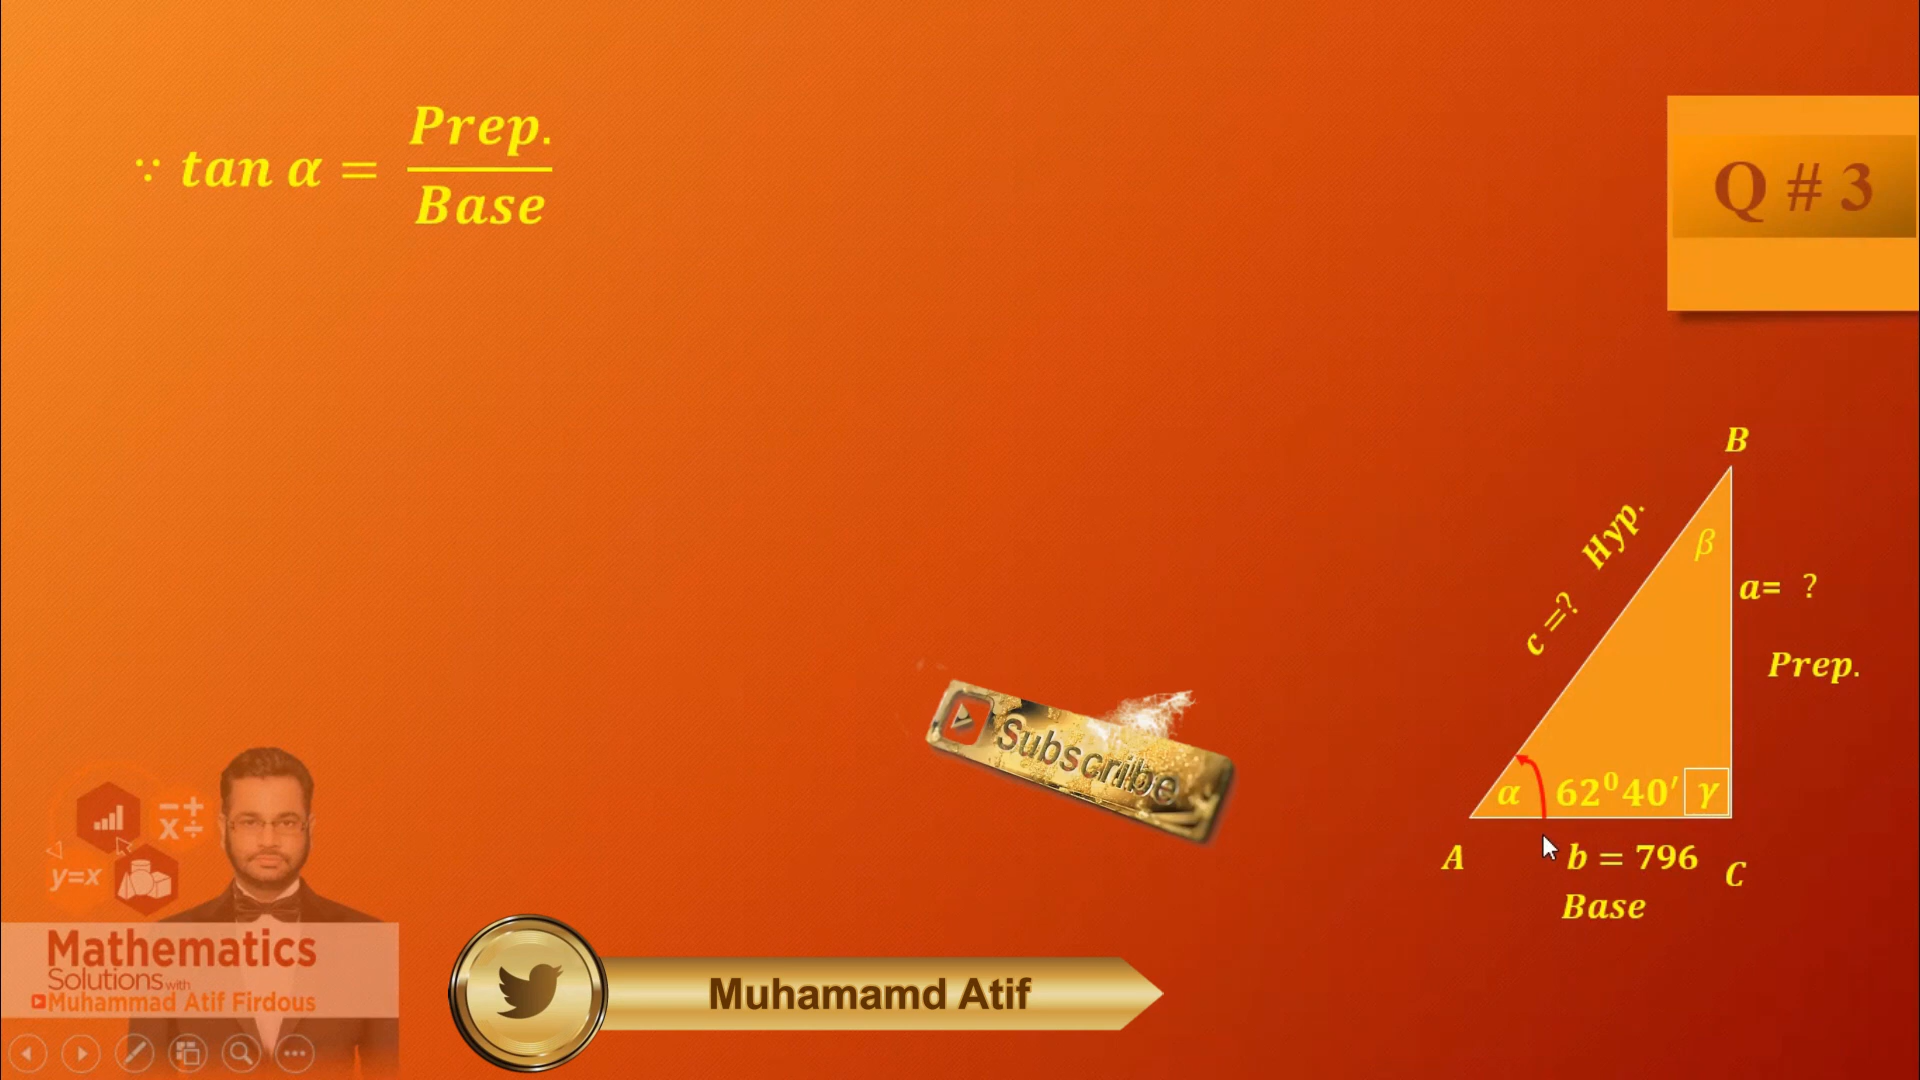 ∵ tan α = Prep. / Base
Q # 3
B
β
Hyp.
c =?
a= ?
Prep.
α 62⁰40′ γ
A b = 796 C
Base
Subscribe
y=x
Mathematics
Solutions with
Muhammad Atif Firdous
Muhamamd Atif